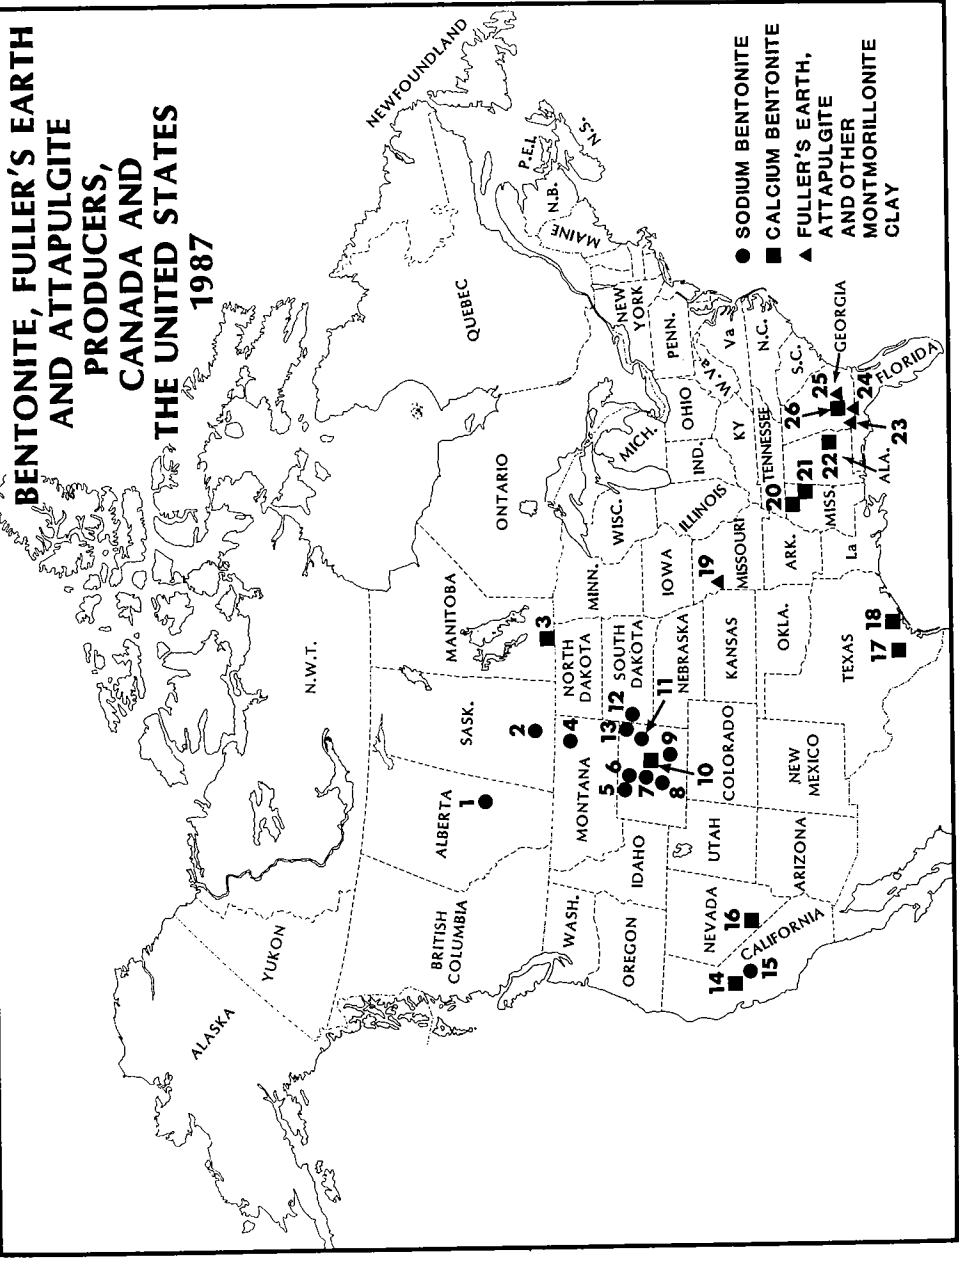 BENTONITE, FULLER'S EARTH
AND ATTAPULGITE
PRODUCERS,
CANADA AND
THE UNITED STATES
1987
ALASKA
YUKON
N.W.T.
BRITISH
COLUMBIA
ALBERTA
1
SASK.
2
MANITOBA
3
ONTARIO
QUEBEC
NEWFOUNDLAND
P.E.I.
N.S.
N.B.
MAINE
WASH.
OREGON
IDAHO
MONTANA
4
NORTH
DAKOTA
SOUTH
DAKOTA
MINN.
WISC.
MICH.
NEW
YORK
PENN.
5
6
7
8
9
10
11
12
13
NEBRASKA
IOWA
ILLINOIS
IND.
OHIO
W.Va.
Va
NEVADA
UTAH
COLORADO
KANSAS
MISSOURI
19
KY
TENNESSEE
N.C.
S.C.
14
15
16
CALIFORNIA
ARIZONA
NEW
MEXICO
OKLA.
ARK.
TEXAS
17
18
La
MISS.
20
21
22
ALA.
23
24
25
26
GEORGIA
FLORIDA
● SODIUM BENTONITE
■ CALCIUM BENTONITE
▲ FULLER'S EARTH,
ATTAPULGITE
AND OTHER
MONTMORILLONITE
CLAY